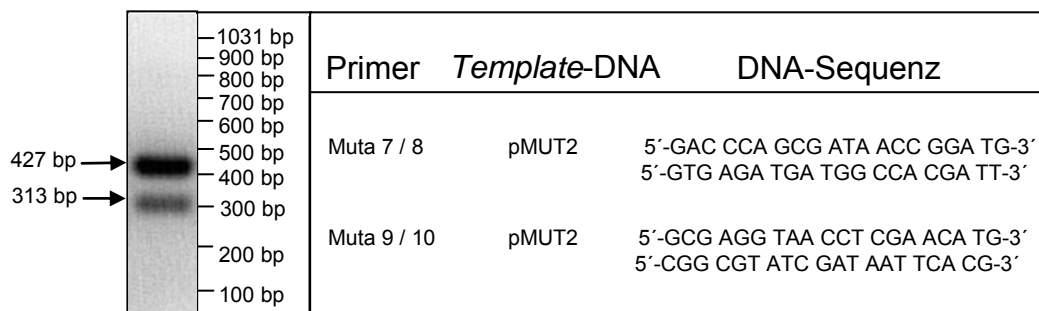 427 bp
313 bp
1031 bp
900 bp
800 bp
700 bp
600 bp
500 bp
400 bp
300 bp
200 bp
100 bp
Primer Template-DNA DNA-Sequenz
Muta 7 / 8 pMUT2 5´-GAC CCA GCG ATA ACC GGA TG-3´
5´-GTG AGA TGA TGG CCA CGA TT-3´
Muta 9 / 10 pMUT2 5´-GCG AGG TAA CCT CGA ACA TG-3´
5´-CGG CGT ATC GAT AAT TCA CG-3´